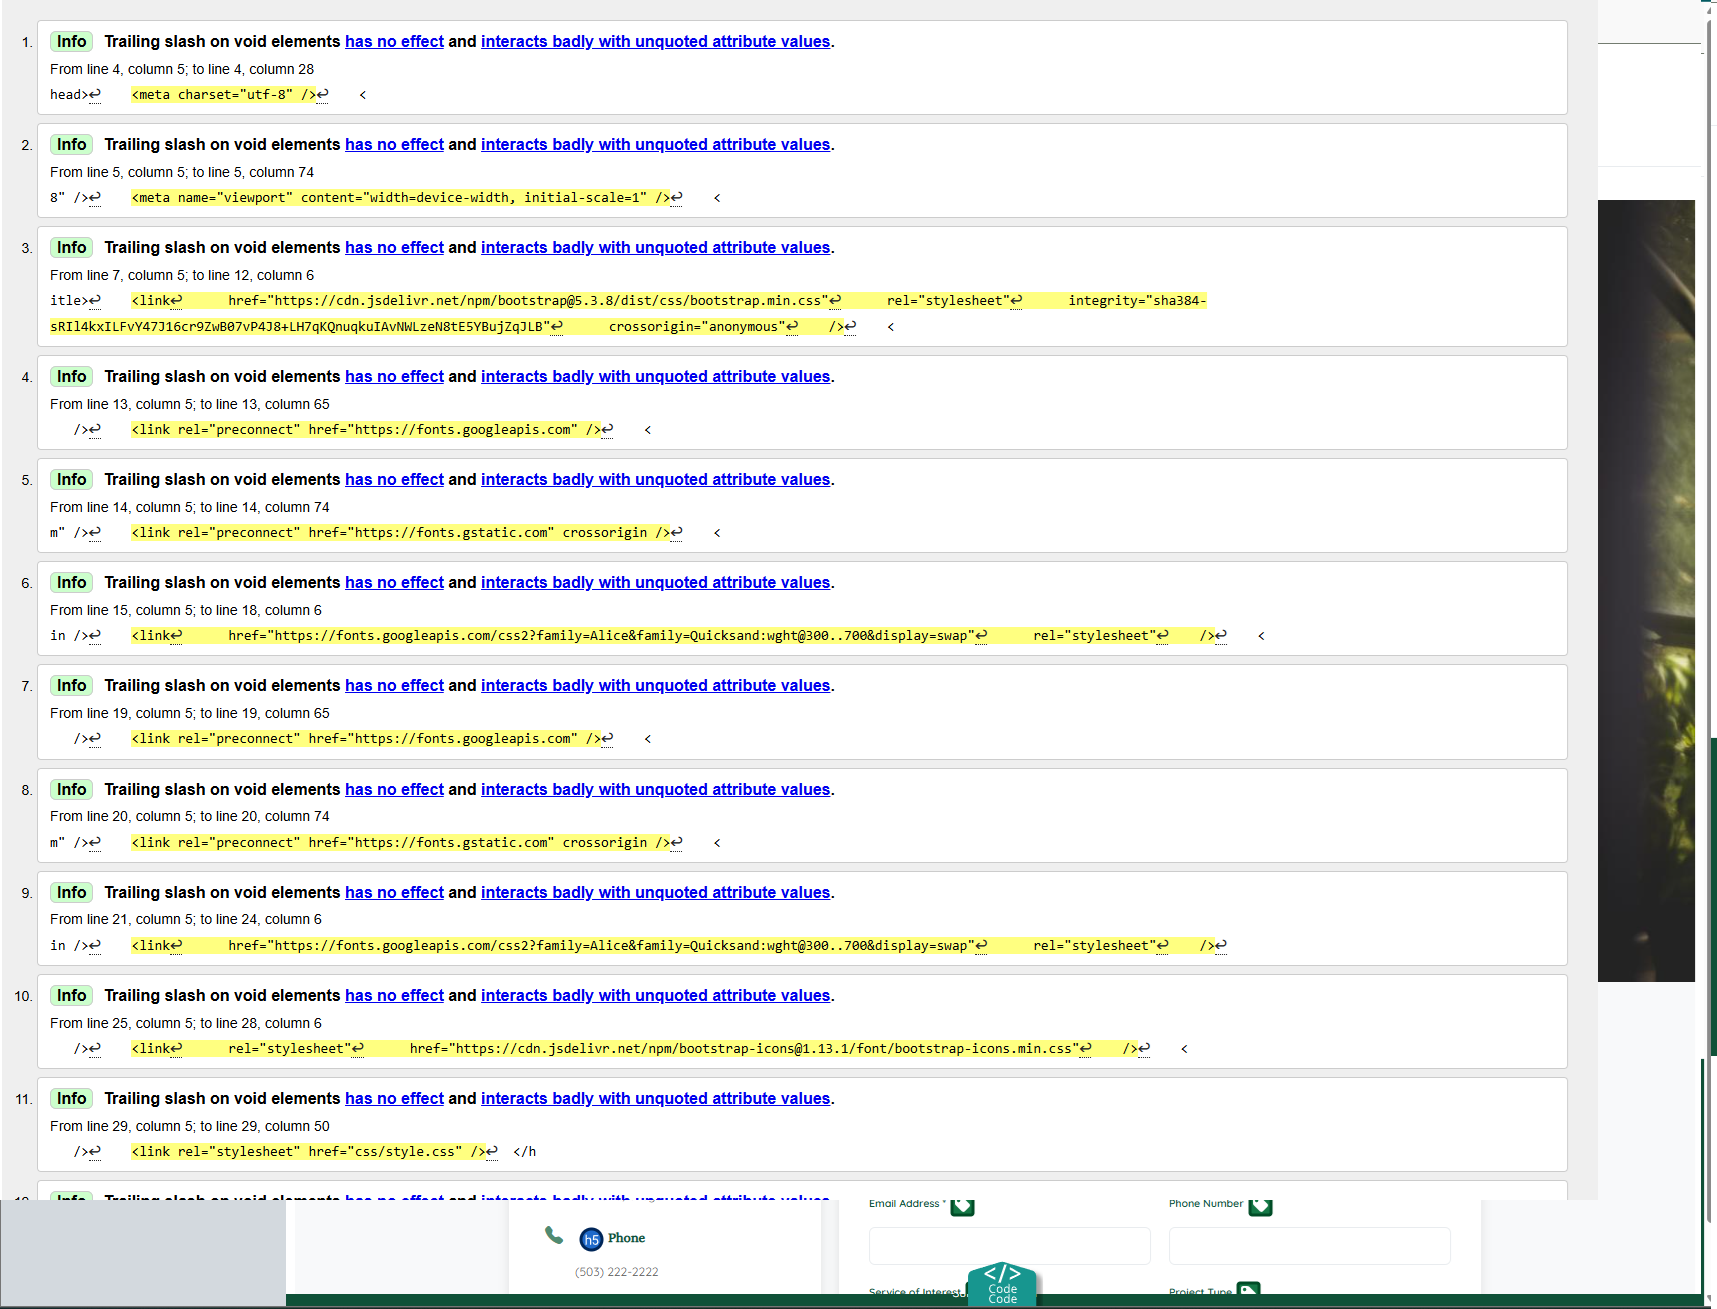 1. Info Trailing slash on void elements has no effect and interacts badly with unquoted attribute values.
From line 4, column 5; to line 4, column 28
head>↩    <meta charset="utf-8" />↩    <
2. Info Trailing slash on void elements has no effect and interacts badly with unquoted attribute values.
From line 5, column 5; to line 5, column 74
8" />↩    <meta name="viewport" content="width=device-width, initial-scale=1" />↩    <
3. Info Trailing slash on void elements has no effect and interacts badly with unquoted attribute values.
From line 7, column 5; to line 12, column 6
itle>↩    <link↩      href="https://cdn.jsdelivr.net/npm/bootstrap@5.3.8/dist/css/bootstrap.min.css"↩      rel="stylesheet"↩      integrity="sha384-
sRIl4kxILFvY47J16cr9ZwB07vP4J8+LH7qKQnuqkuIAvNWLzeN8tE5YBujZqJLB"↩      crossorigin="anonymous"↩    />↩    <
4. Info Trailing slash on void elements has no effect and interacts badly with unquoted attribute values.
From line 13, column 5; to line 13, column 65
/>↩    <link rel="preconnect" href="https://fonts.googleapis.com" />↩    <
5. Info Trailing slash on void elements has no effect and interacts badly with unquoted attribute values.
From line 14, column 5; to line 14, column 74
m" />↩    <link rel="preconnect" href="https://fonts.gstatic.com" crossorigin />↩    <
6. Info Trailing slash on void elements has no effect and interacts badly with unquoted attribute values.
From line 15, column 5; to line 18, column 6
in />↩    <link↩      href="https://fonts.googleapis.com/css2?family=Alice&family=Quicksand:wght@300..700&display=swap"↩      rel="stylesheet"↩    />↩    <
7. Info Trailing slash on void elements has no effect and interacts badly with unquoted attribute values.
From line 19, column 5; to line 19, column 65
/>↩    <link rel="preconnect" href="https://fonts.googleapis.com" />↩    <
8. Info Trailing slash on void elements has no effect and interacts badly with unquoted attribute values.
From line 20, column 5; to line 20, column 74
m" />↩    <link rel="preconnect" href="https://fonts.gstatic.com" crossorigin />↩    <
9. Info Trailing slash on void elements has no effect and interacts badly with unquoted attribute values.
From line 21, column 5; to line 24, column 6
in />↩    <link↩      href="https://fonts.googleapis.com/css2?family=Alice&family=Quicksand:wght@300..700&display=swap"↩      rel="stylesheet"↩    />↩
10. Info Trailing slash on void elements has no effect and interacts badly with unquoted attribute values.
From line 25, column 5; to line 28, column 6
/>↩    <link↩      rel="stylesheet"↩      href="https://cdn.jsdelivr.net/npm/bootstrap-icons@1.13.1/font/bootstrap-icons.min.css"↩    />↩    <
11. Info Trailing slash on void elements has no effect and interacts badly with unquoted attribute values.
From line 29, column 5; to line 29, column 50
/>↩    <link rel="stylesheet" href="css/style.css" />↩  </h
12. Info Trailing slash on void elements has no effect and interacts badly with unquoted attribute values.
Email Address * Phone Number
h5 Phone
(503) 222-2222
Service of Interest Project Type
</>
Code
Code